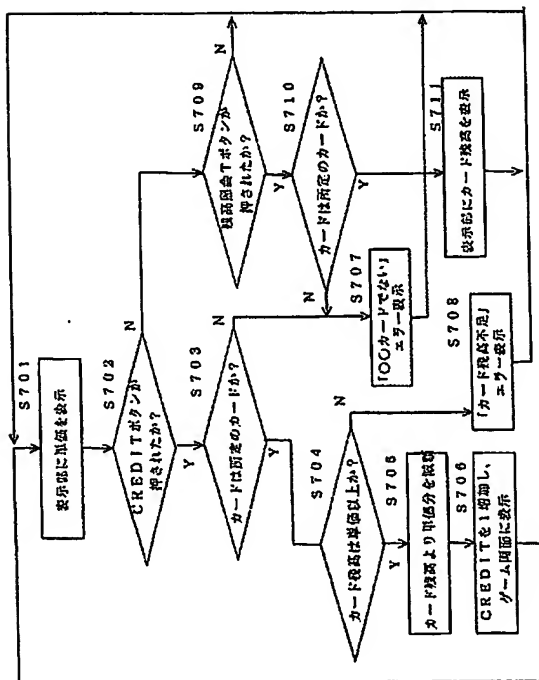 S701
表示部に単価を表示
S702
CREDITボタンが
押されたか?
N
Y
S703
カードは所定のカードか?
N
Y
S704
カード残高は単価以上か?
N
Y
S705
カード残高より単価分を減額
S706
CREDITを1増加し、
ゲーム画面に表示
S707
「○○カードでない」
エラー表示
S708
「カード残高不足」
エラー表示
S709
残高照会Tボタンが
押されたか?
N
Y
S710
カードは所定のカードか?
N
Y
S711
表示部にカード残高を表示